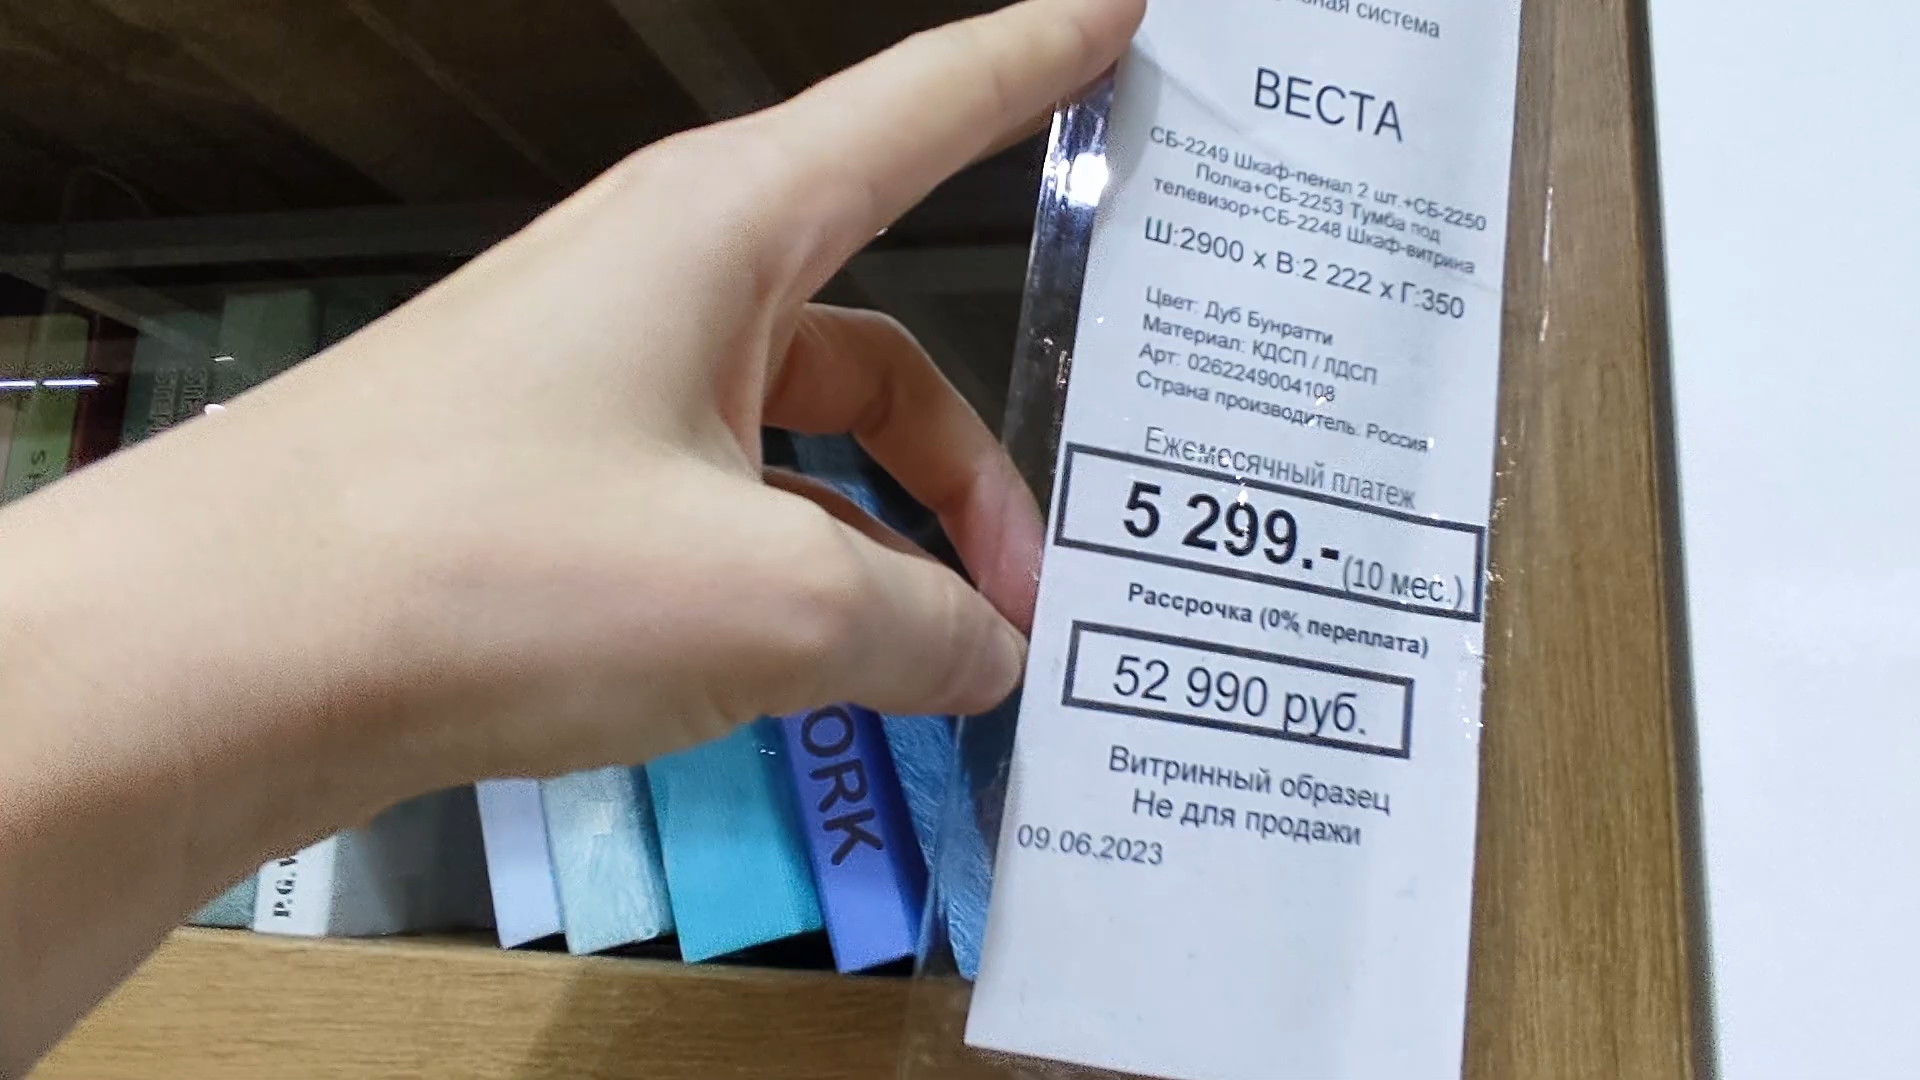 система
ВЕСТА
СБ-2249 Шкаф-пенал 2 шт.+СБ-2250
Полка+СБ-2253 Тумба под
телевизор+СБ-2248 Шкаф-витрина
Ш:2900 х В:2 222 х Г:350
Цвет: Дуб Бунратти
Материал: КДСП / ЛДСП
Арт: 0262249004108
Страна производитель: Россия
Ежемесячный платеж
5 299.-(10 мес.)
Рассрочка (0% переплата)
52 990 руб.
Витринный образец
Не для продажи
09.06.2023
ORK
P.G.